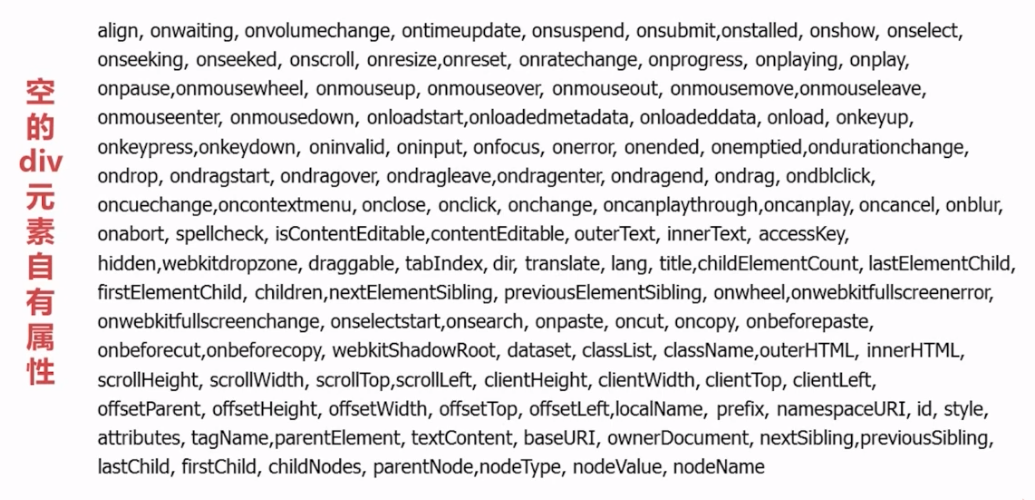 空
的
div
元
素
自
有
属
性
align, onwaiting, onvolumechange, ontimeupdate, onsuspend, onsubmit,onstalled, onshow, onselect,
onseeking, onseeked, onscroll, onresize,onreset, onratechange, onprogress, onplaying, onplay,
onpause,onmousewheel, onmouseup, onmouseover, onmouseout, onmousemove,onmouseleave,
onmouseenter, onmousedown, onloadstart,onloadedmetadata, onloadeddata, onload, onkeyup,
onkeypress,onkeydown, oninvalid, oninput, onfocus, onerror, onended, onemptied,ondurationchange,
ondrop, ondragstart, ondragover, ondragleave,ondragenter, ondragend, ondrag, ondblclick,
oncuechange,oncontextmenu, onclose, onclick, onchange, oncanplaythrough,oncanplay, oncancel, onblur,
onabort, spellcheck, isContentEditable,contentEditable, outerText, innerText, accessKey,
hidden,webkitdropzone, draggable, tabIndex, dir, translate, lang, title,childElementCount, lastElementChild,
firstElementChild, children,nextElementSibling, previousElementSibling, onwheel,onwebkitfullscreenerror,
onwebkitfullscreenchange, onselectstart,onsearch, onpaste, oncut, oncopy, onbeforepaste,
onbeforecut,onbeforecopy, webkitShadowRoot, dataset, classList, className,outerHTML, innerHTML,
scrollHeight, scrollWidth, scrollTop,scrollLeft, clientHeight, clientWidth, clientTop, clientLeft,
offsetParent, offsetHeight, offsetWidth, offsetTop, offsetLeft,localName, prefix, namespaceURI, id, style,
attributes, tagName,parentElement, textContent, baseURI, ownerDocument, nextSibling,previousSibling,
lastChild, firstChild, childNodes, parentNode,nodeType, nodeValue, nodeName